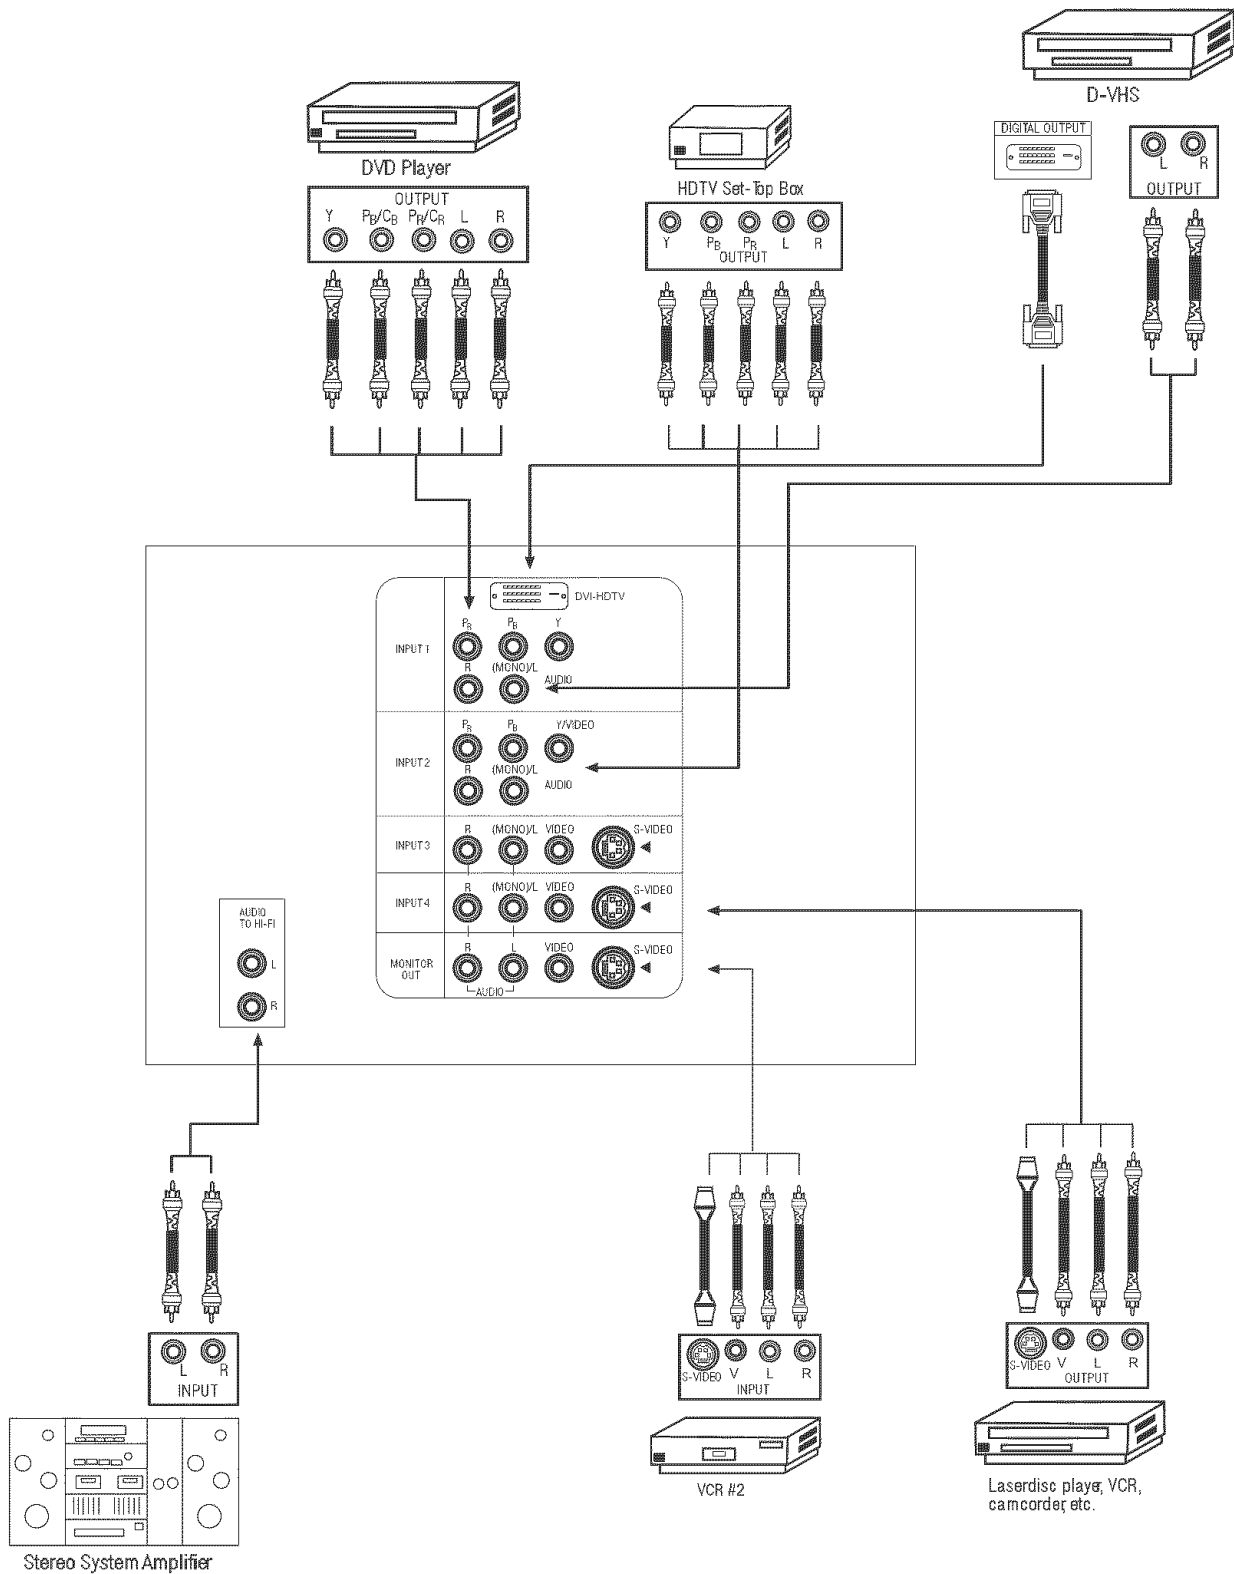 D-VHS
DIGITAL OUTPUT
L R
OUTPUT
DVD Player
OUTPUT
Y PB/CB PR/CR L R
HDTV Set-Top Box
Y PB PR L R
OUTPUT
DVI-HDTV
INPUT 1
PR PB Y
R (MONO)/L AUDIO
INPUT 2
PR PB Y/VIDEO
R (MONO)/L AUDIO
INPUT 3
R (MONO)/L VIDEO S-VIDEO
INPUT 4
R (MONO)/L VIDEO S-VIDEO
MONITOR
OUT
R L VIDEO S-VIDEO
AUDIO
AUDIO
TO HI-FI
L
R
L R
INPUT
Stereo System Amplifier
S-VIDEO V L R
INPUT
VCR #2
S-VIDEO V L R
OUTPUT
Laserdisc player, VCR,
camcorder, etc.